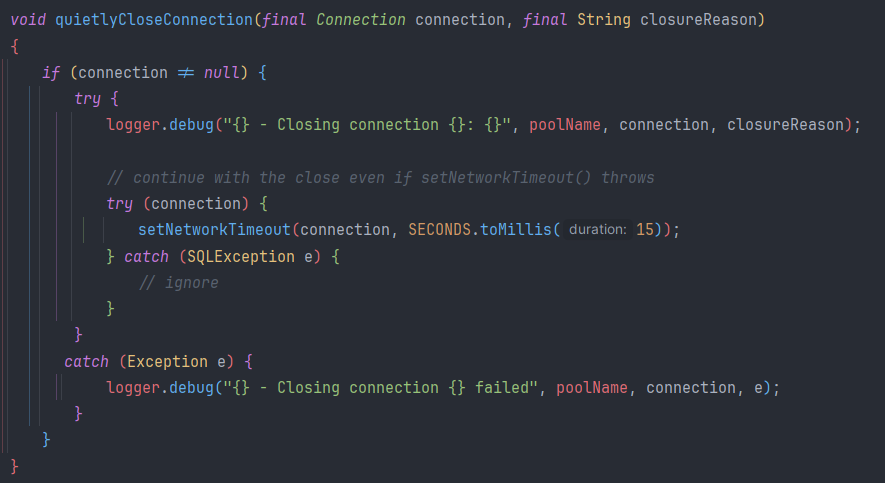 void quietlyCloseConnection(final Connection connection, final String closureReason)
{
if (connection ≠ null) {
try {
logger.debug("{} - Closing connection {}: {}", poolName, connection, closureReason);
// continue with the close even if setNetworkTimeout() throws
try (connection) {
setNetworkTimeout(connection, SECONDS.toMillis( duration: 15));
} catch (SQLException e) {
// ignore
}
}
catch (Exception e) {
logger.debug("{} - Closing connection {} failed", poolName, connection, e);
}
}
}